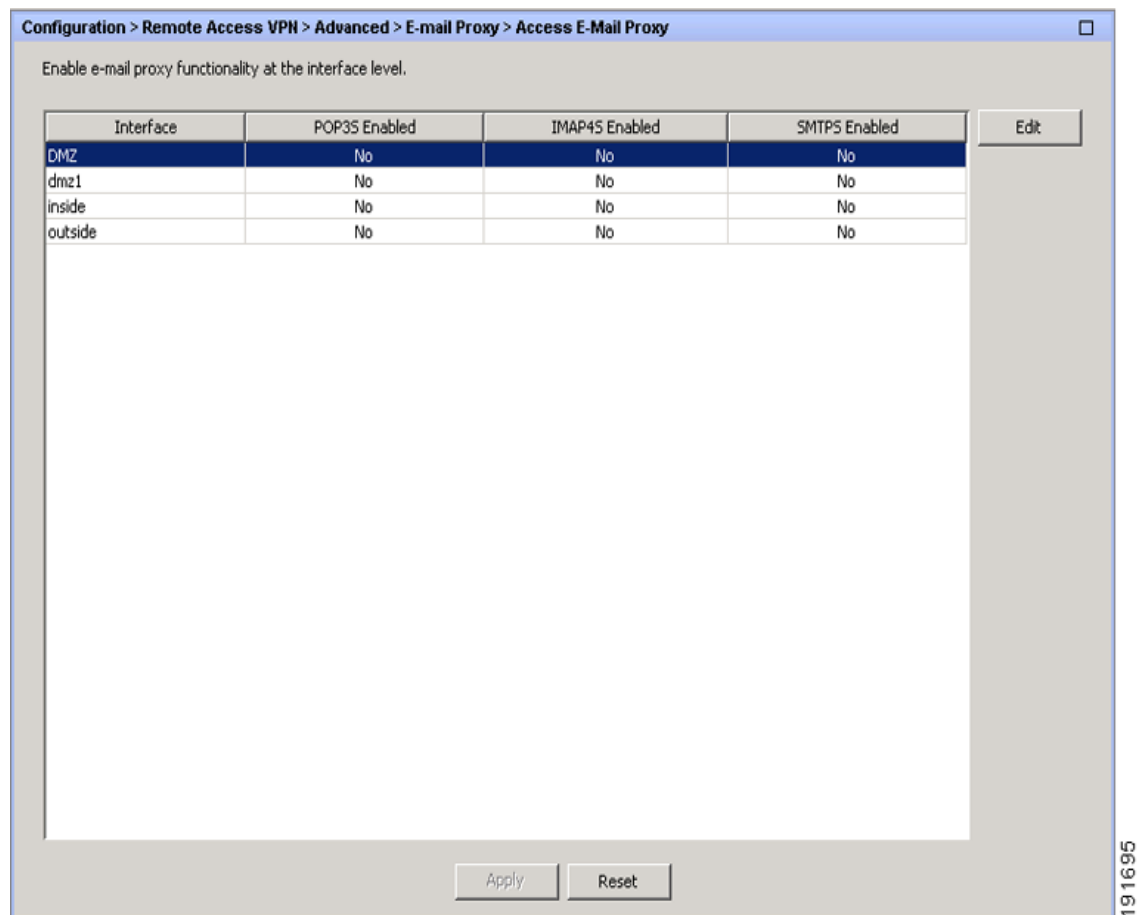 Configuration > Remote Access VPN > Advanced > E-mail Proxy > Access E-Mail Proxy
Enable e-mail proxy functionality at the interface level.
Interface POP3S Enabled IMAP4S Enabled SMTPS Enabled Edit
DMZ No No No
dmz1 No No No
inside No No No
outside No No No
Apply Reset
191695